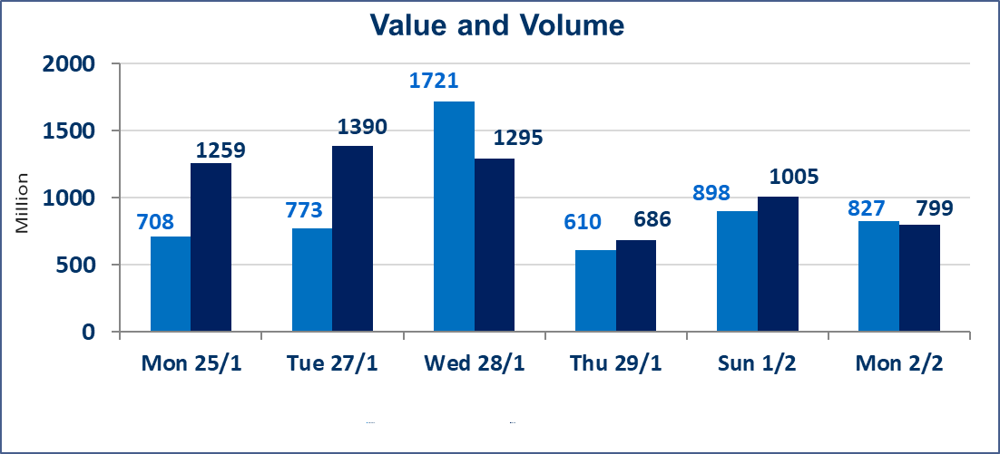 Value and Volume
Million
2000
1500
1000
500
0
708
1259
773
1390
1721
1295
610
686
898
1005
827
799
Mon 25/1
Tue 27/1
Wed 28/1
Thu 29/1
Sun 1/2
Mon 2/2